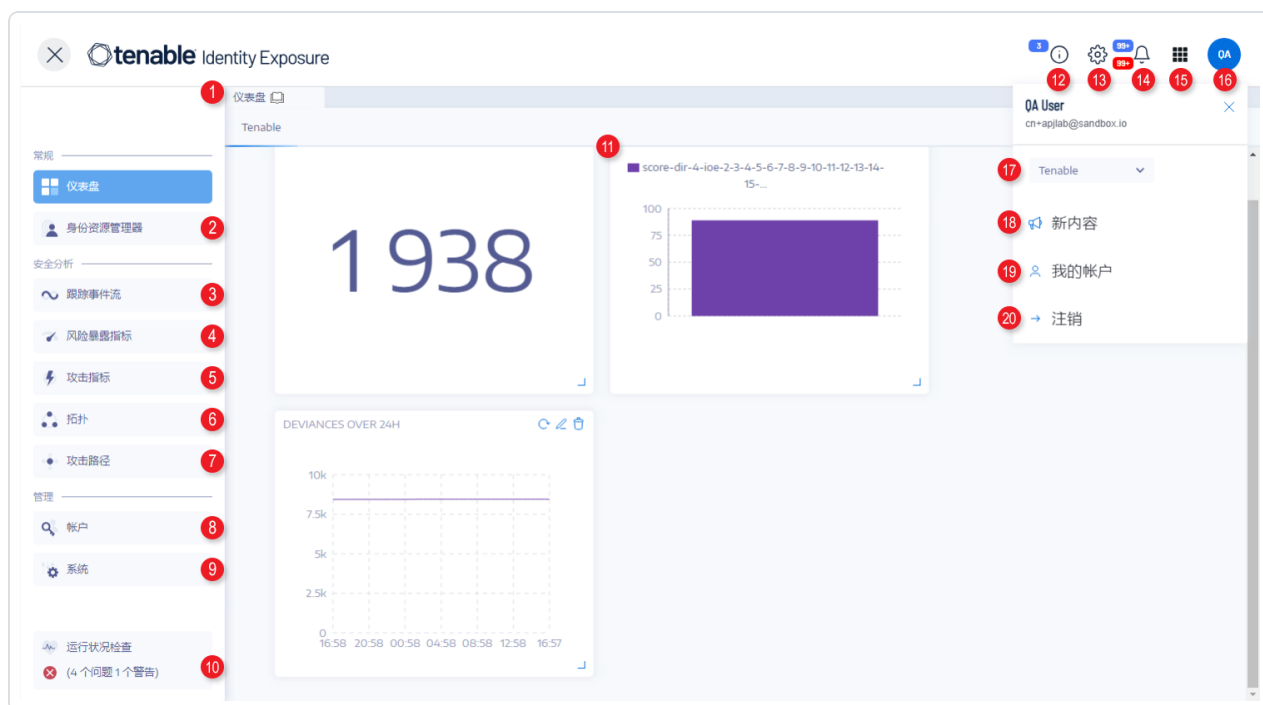 tenable Identity Exposure
3
99+
99+
QA
12
13
14
15
16
1
仪表盘
Tenable
QA User
cn+apjlab@sandbox.io
常规
仪表盘
身份资源管理器
2
安全分析
跟踪事件流
3
风险暴露指标
4
攻击指标
5
拓扑
6
攻击路径
7
管理
帐户
8
系统
9
运行状况检查
(4 个问题 1 个警告)
10
1 938
11
score-dir-4-ioe-2-3-4-5-6-7-8-9-10-11-12-13-14-
15-...
100
75
50
25
0
DEVIANCES OVER 24H
10k
7.5k
5k
2.5k
0
16:58 20:58 00:58 04:58 08:58 12:58 16:57
17
Tenable
18
新内容
19
我的帐户
20
注销